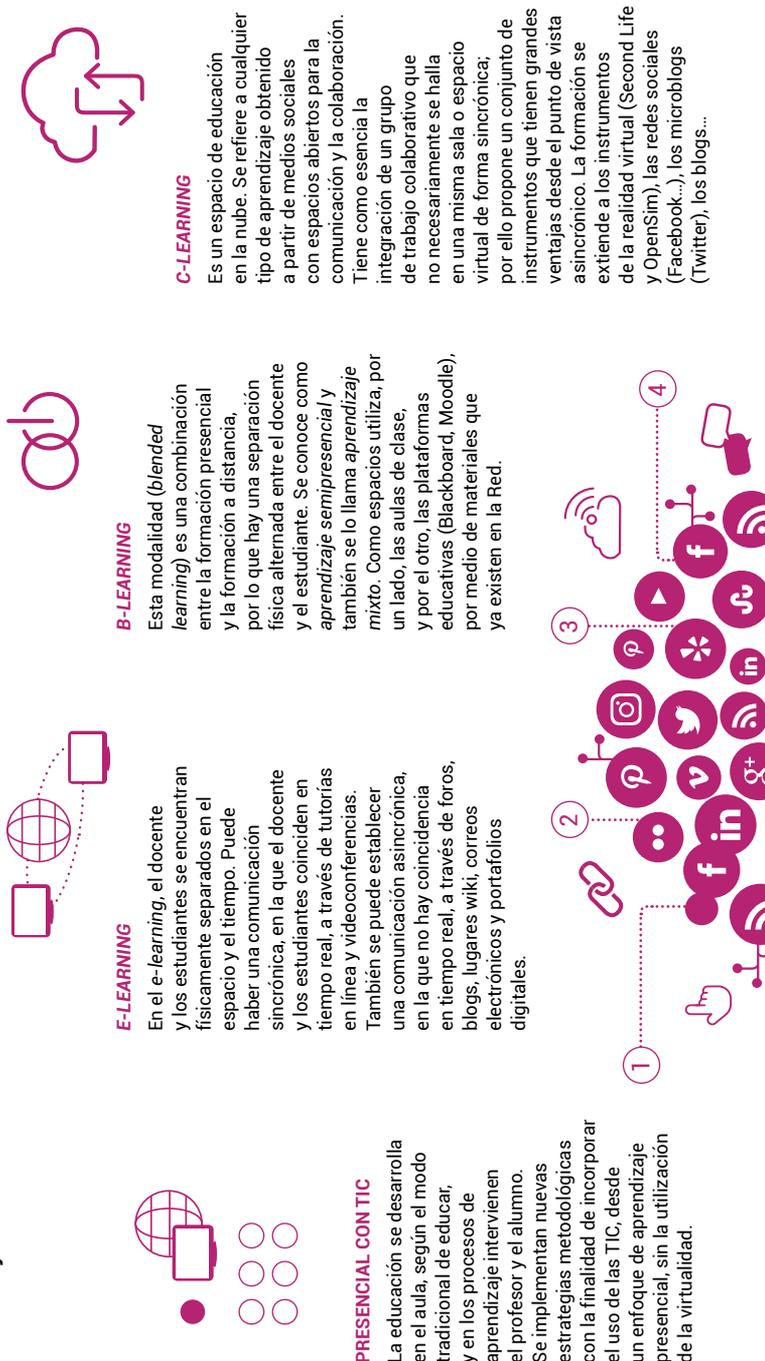 PRESENCIAL CON TIC
La educación se desarrolla
en el aula, según el modo
tradicional de educar,
y en los procesos de
aprendizaje intervienen
el profesor y el alumno.
Se implementan nuevas
estrategias metodológicas
con la finalidad de incorporar
el uso de las TIC, desde
un enfoque de aprendizaje
presencial, sin la utilización
de la virtualidad.
E-LEARNING
En el e-learning, el docente
y los estudiantes se encuentran
físicamente separados en el
espacio y el tiempo. Puede
haber una comunicación
sincrónica, en la que el docente
y los estudiantes coinciden en
tiempo real, a través de tutorías
en línea y videoconferencias.
También se puede establecer
una comunicación asincrónica,
en la que no hay coincidencia
en tiempo real, a través de foros,
blogs, lugares wiki, correos
electrónicos y portafolios
digitales.
B-LEARNING
Esta modalidad (blended
learning) es una combinación
entre la formación presencial
y la formación a distancia,
por lo que hay una separación
física alternada entre el docente
y el estudiante. Se conoce como
aprendizaje semipresencial y
también se lo llama aprendizaje
mixto. Como espacios utiliza, por
un lado, las aulas de clase,
y por el otro, las plataformas
educativas (Blackboard, Moodle),
por medio de materiales que
ya existen en la Red.
C-LEARNING
Es un espacio de educación
en la nube. Se refiere a cualquier
tipo de aprendizaje obtenido
a partir de medios sociales
con espacios abiertos para la
comunicación y la colaboración.
Tiene como esencia la
integración de un grupo
de trabajo colaborativo que
no necesariamente se halla
en una misma sala o espacio
virtual de forma sincrónica;
por ello propone un conjunto de
instrumentos que tienen grandes
ventajas desde el punto de vista
asincrónico. La formación se
extiende a los instrumentos
de la realidad virtual (Second Life
y OpenSim), las redes sociales
(Facebook...), los microblogs
(Twitter), los blogs...
1
2
3
4
f
in
g+
in
f